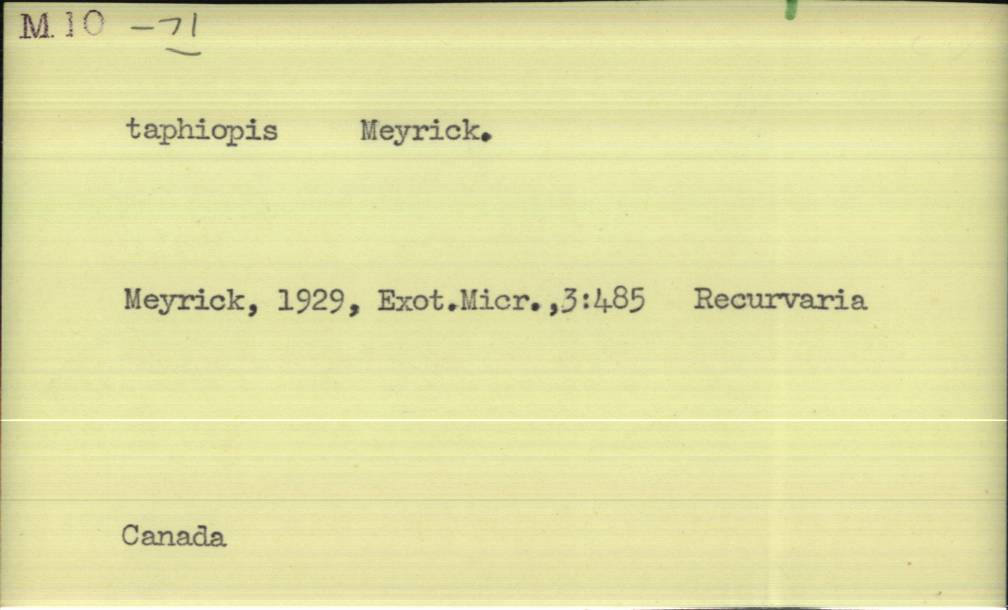 M.10 -71
taphiopis Meyrick.
Meyrick, 1929, Exot.Micr.,3:485 Recurvaria
Canada